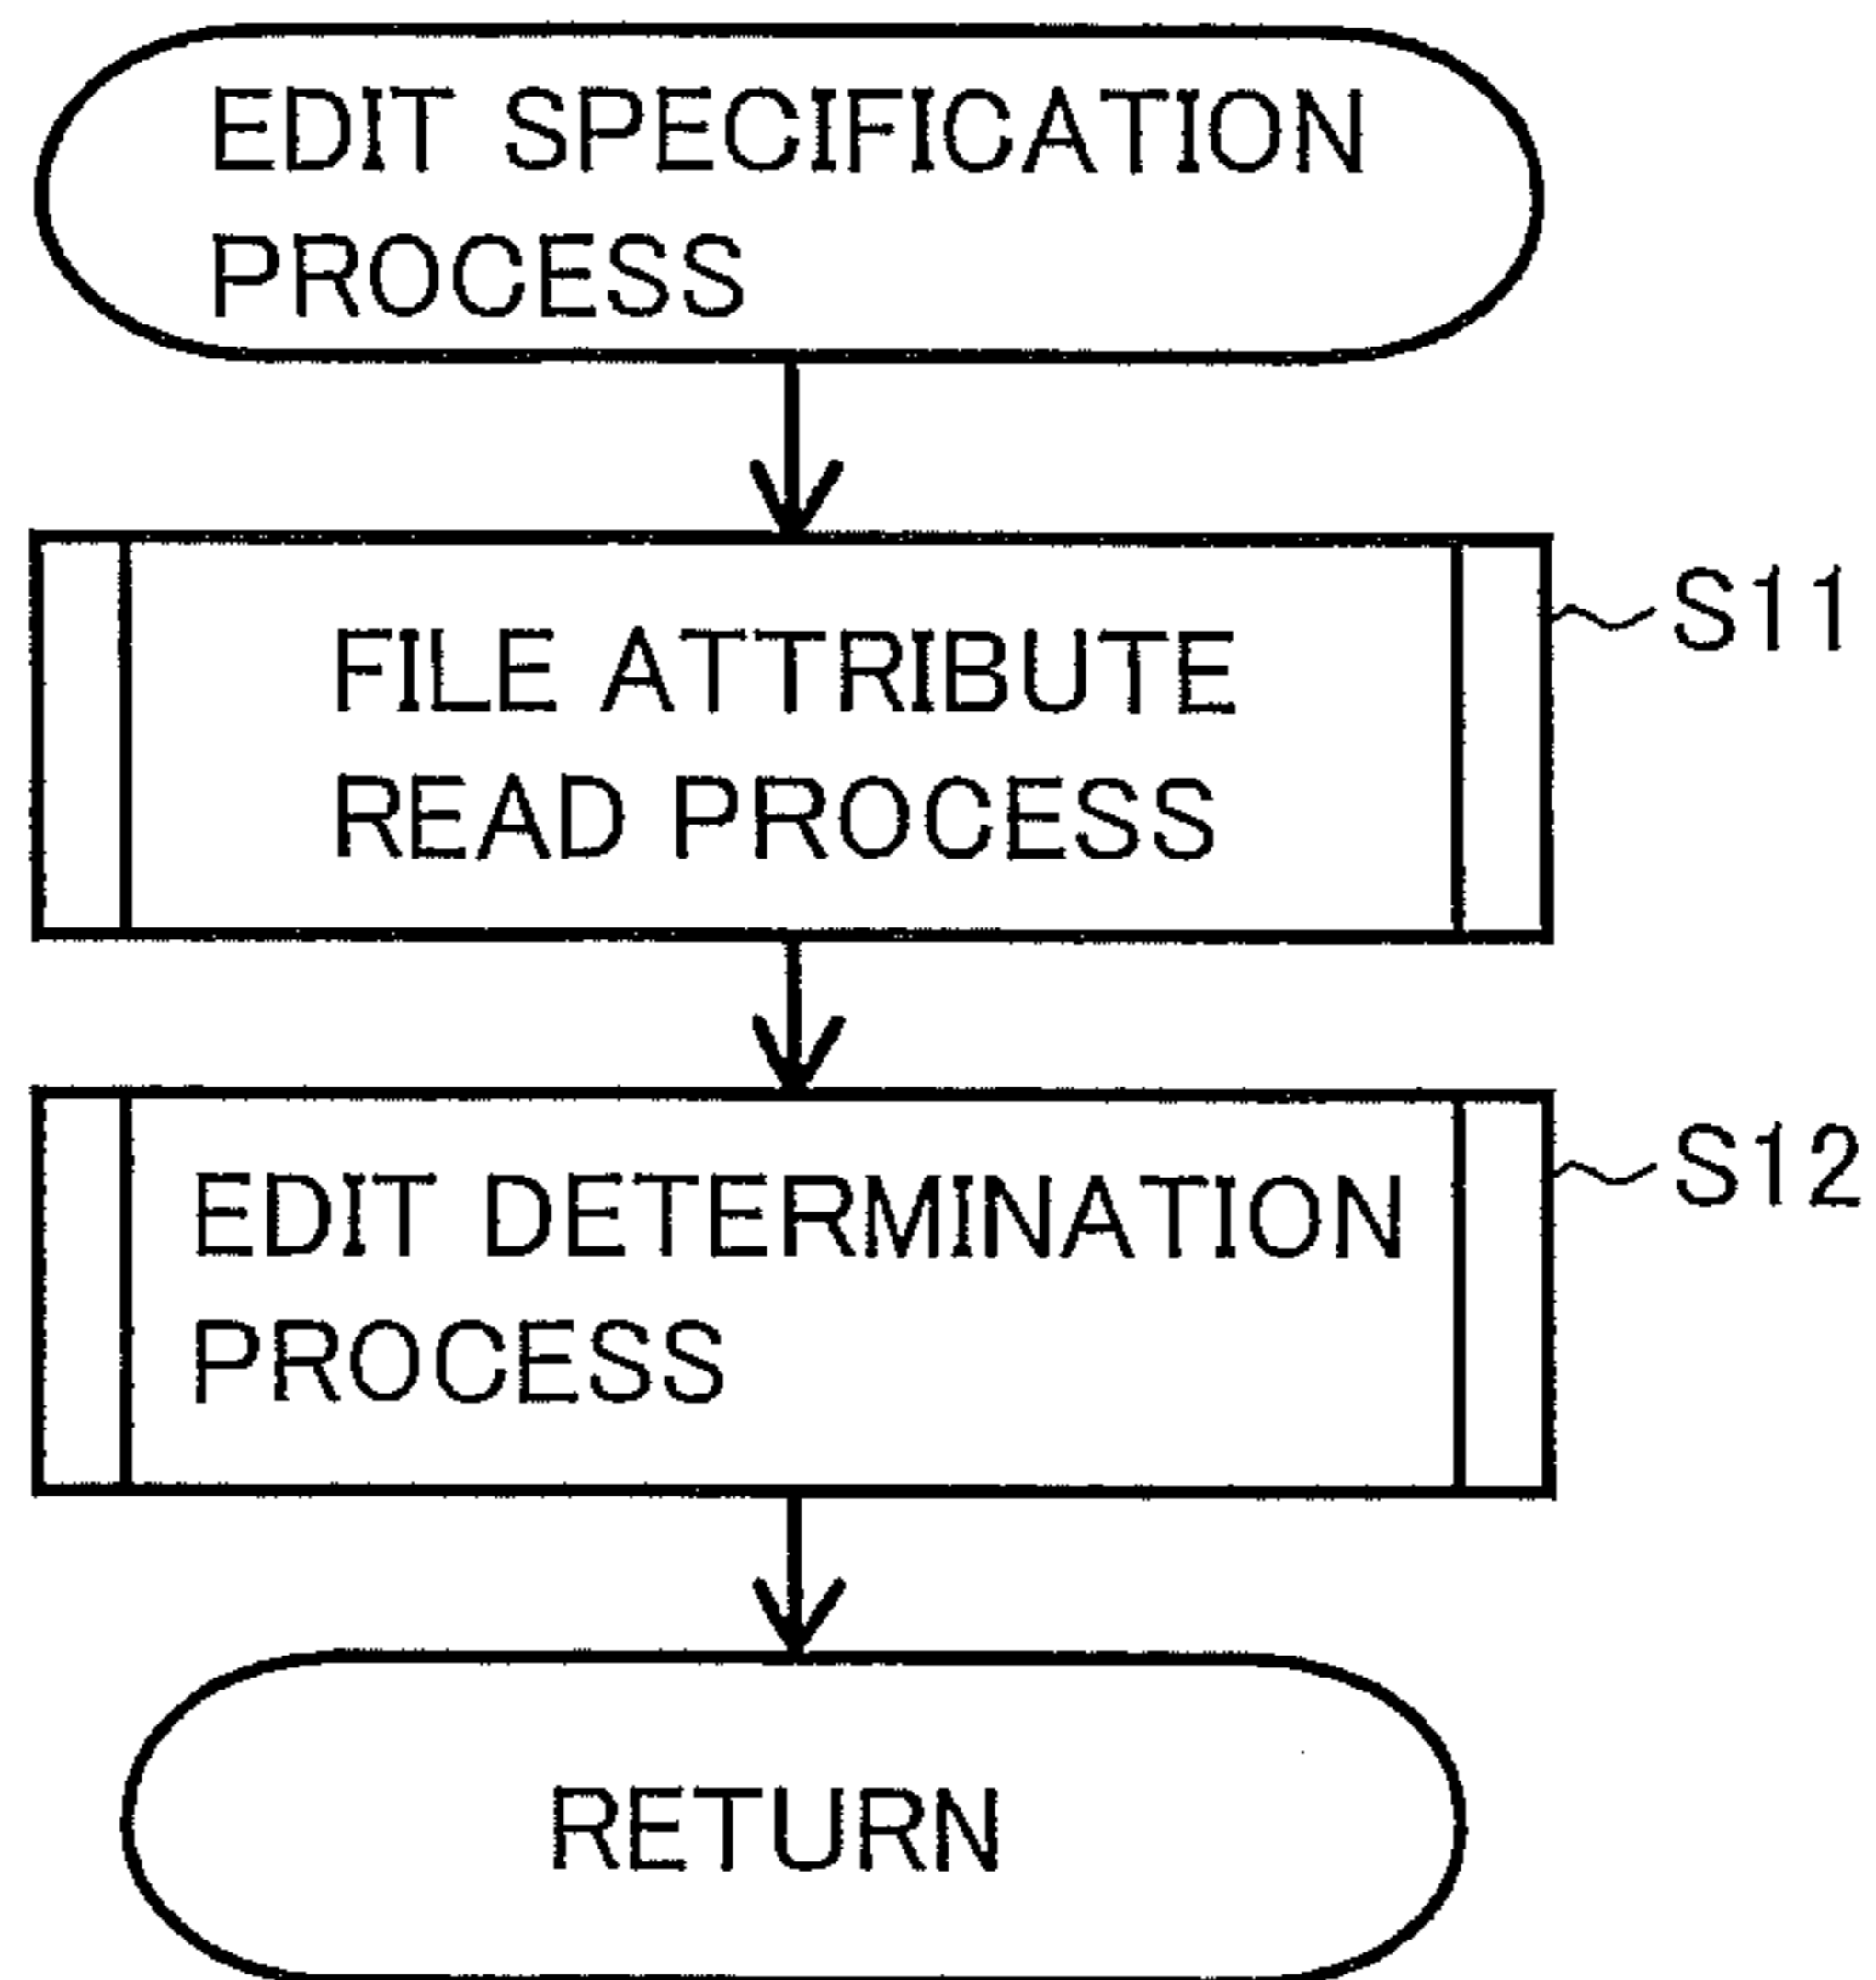 EDIT SPECIFICATION
PROCESS
S11
FILE ATTRIBUTE
READ PROCESS
S12
EDIT DETERMINATION
PROCESS
RETURN